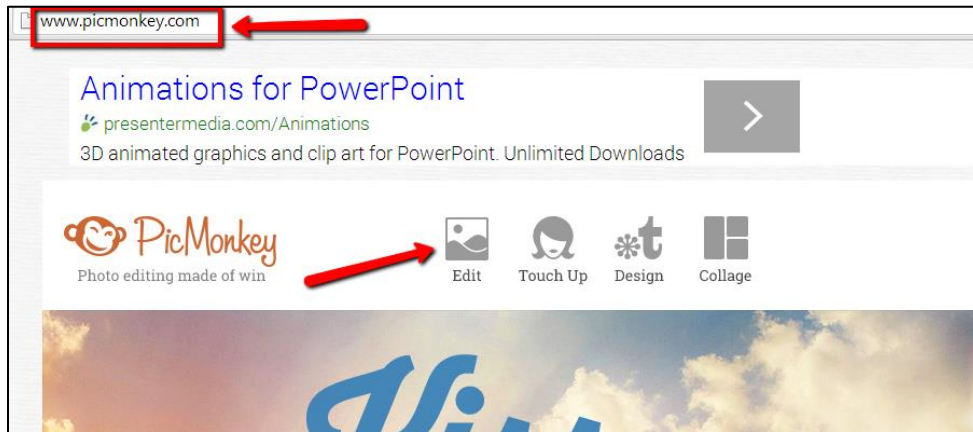 www.picmonkey.com
Animations for PowerPoint
presentermedia.com/Animations
3D animated graphics and clip art for PowerPoint. Unlimited Downloads
PicMonkey
Photo editing made of win
Edit
Touch Up
Design
Collage